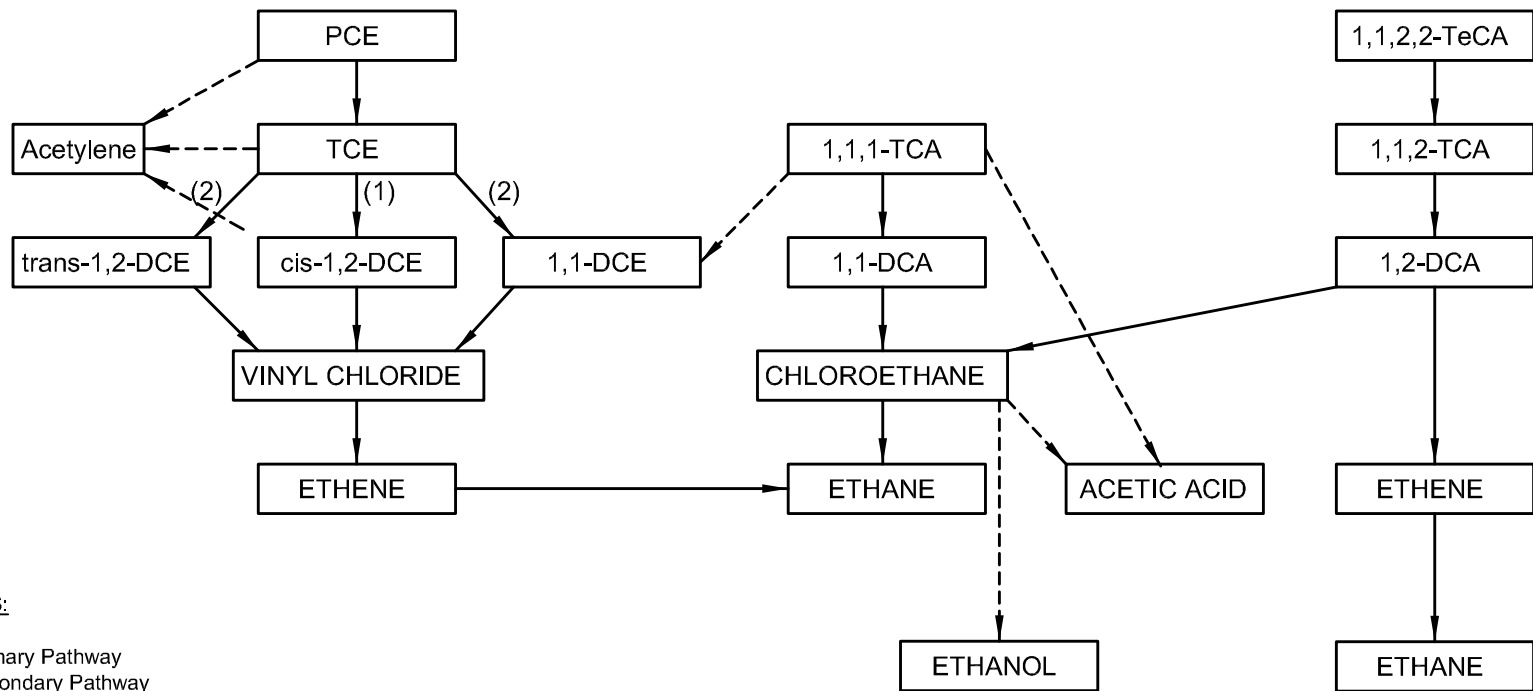 PCE
1,1,2,2-TeCA
Acetylene
TCE
1,1,1-TCA
1,1,2-TCA
(2)
(1)
(2)
trans-1,2-DCE
cis-1,2-DCE
1,1-DCE
1,1-DCA
1,2-DCA
VINYL CHLORIDE
CHLOROETHANE
ETHENE
ETHANE
ACETIC ACID
ETHENE
Pathway
Pathway
ETHANOL
ETHANE